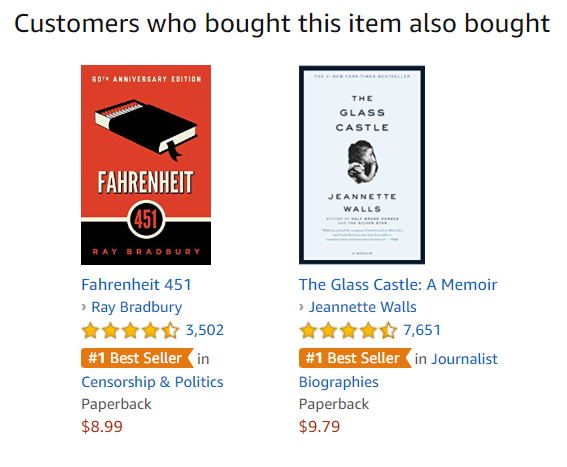 Customers who bought this item also bought
60TH ANNIVERSARY EDITION
FAHRENHEIT
451
RAY BRADBURY
Fahrenheit 451
› Ray Bradbury
3,502
#1 Best Seller in
Censorship & Politics
Paperback
$8.99
THE #1 NEW YORK TIMES BESTSELLER
THE
GLASS
CASTLE
JEANNETTE
WALLS
AUTHOR OF HALF BROKE HORSES
AND THE SILVER STAR
A MEMOIR
The Glass Castle: A Memoir
› Jeannette Walls
7,651
#1 Best Seller in Journalist
Biographies
Paperback
$9.79